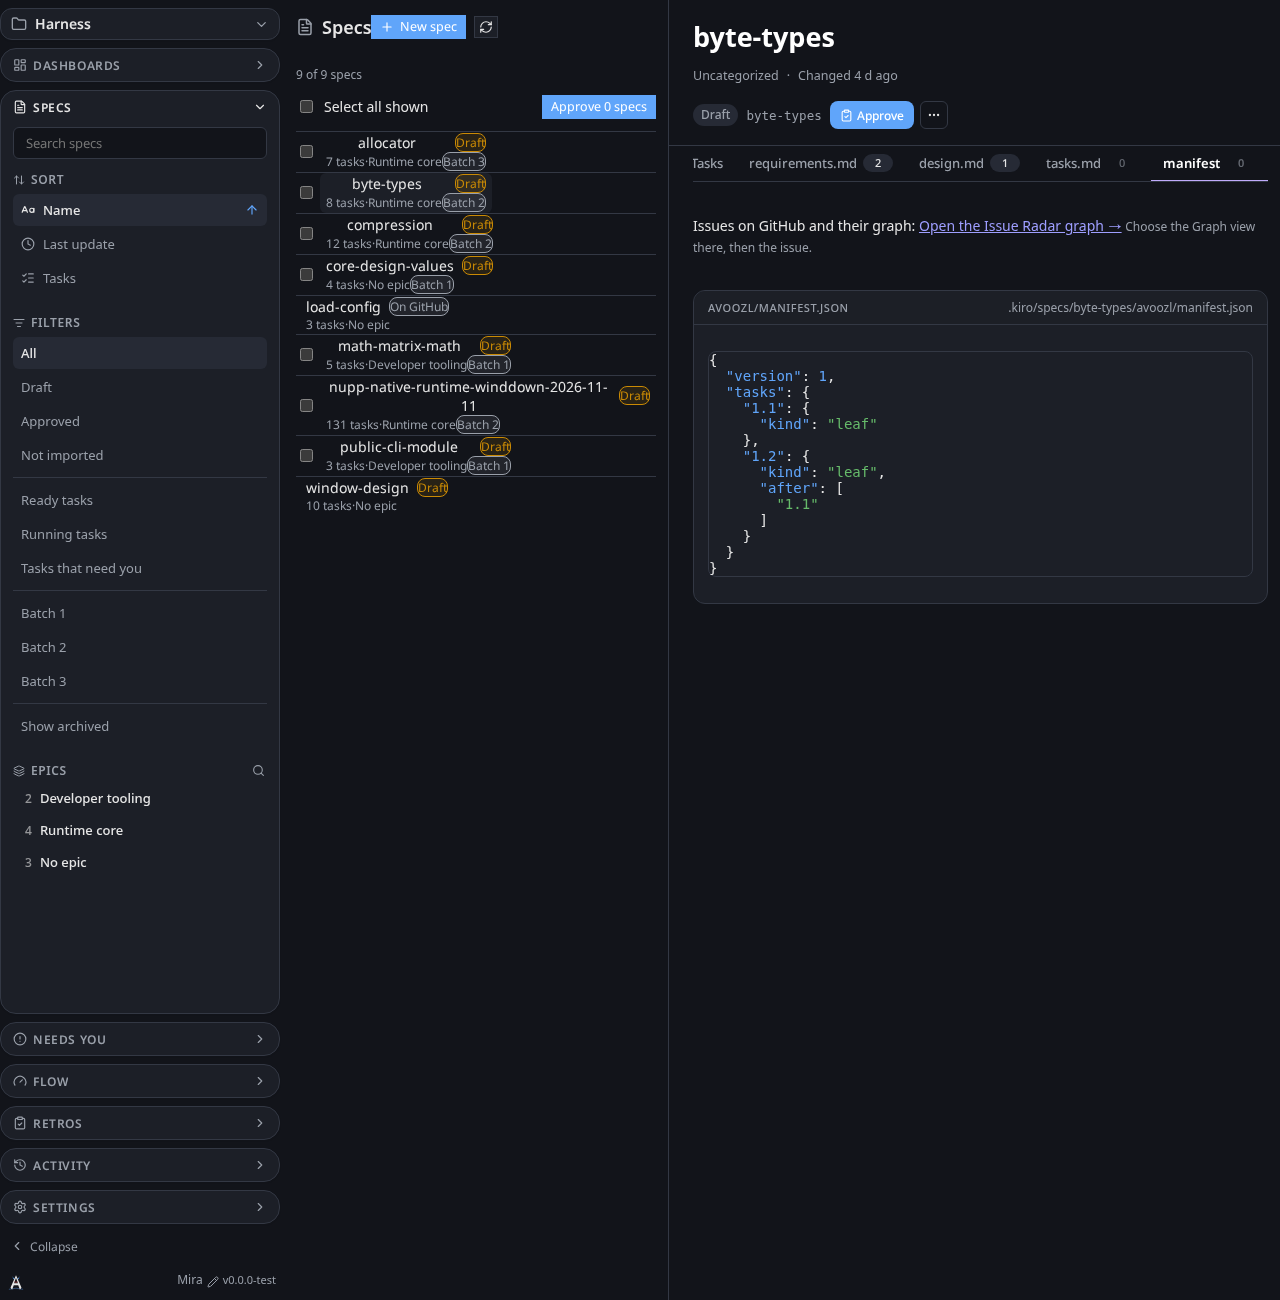 Harness
DASHBOARDS
SPECS
Search specs
SORT
Name
Last update
Tasks
FILTERS
All
Draft
Approved
Not imported
Ready tasks
Running tasks
Tasks that need you
Batch 1
Batch 2
Batch 3
Show archived
EPICS
2 Developer tooling
4 Runtime core
3 No epic
NEEDS YOU
FLOW
RETROS
ACTIVITY
SETTINGS
Collapse
Mira v0.0.0-test
Specs + New spec
9 of 9 specs
Select all shown Approve 0 specs
allocator Draft
7 tasks·Runtime core Batch 3
byte-types Draft
8 tasks·Runtime core Batch 2
compression Draft
12 tasks·Runtime core Batch 2
core-design-values Draft
4 tasks·No epic Batch 1
load-config On GitHub
3 tasks·No epic
math-matrix-math Draft
5 tasks·Developer tooling Batch 1
nupp-native-runtime-winddown-2026-11-
11 Draft
131 tasks·Runtime core Batch 2
public-cli-module Draft
3 tasks·Developer tooling Batch 1
window-design Draft
10 tasks·No epic
byte-types
Uncategorized · Changed 4 d ago
Draft byte-types Approve ···
Tasks requirements.md 2 design.md 1 tasks.md 0 manifest 0
Issues on GitHub and their graph: Open the Issue Radar graph → Choose the Graph view
there, then the issue.
AVOOZL/MANIFEST.JSON .kiro/specs/byte-types/avoozl/manifest.json
{
"version": 1,
"tasks": {
"1.1": {
"kind": "leaf"
},
"1.2": {
"kind": "leaf",
"after": [
"1.1"
]
}
}
}